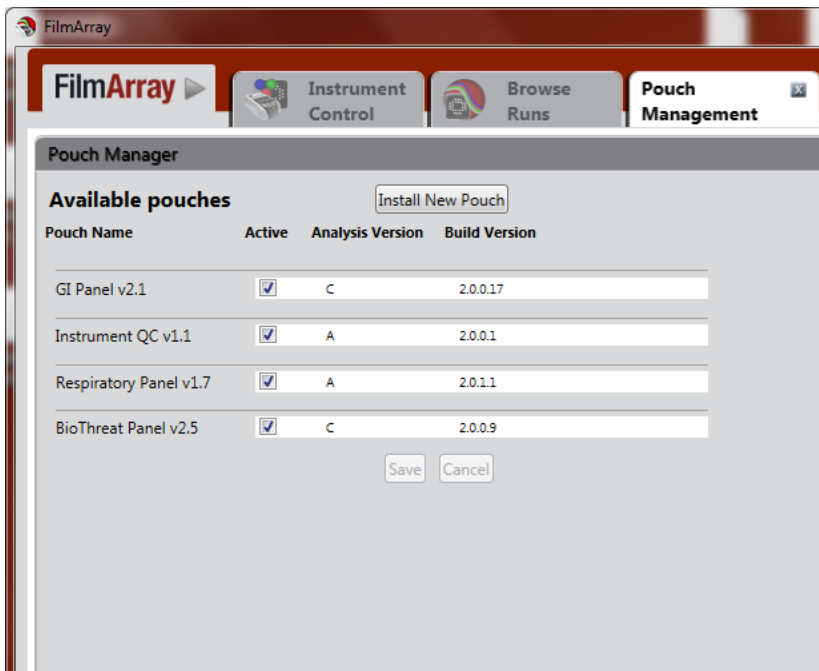 FilmArray
FilmArray
Instrument Control
Browse Runs
Pouch Management
x
Pouch Manager
Available pouches
Install New Pouch
Pouch Name Active Analysis Version Build Version
GI Panel v2.1 C 2.0.0.17
Instrument QC v1.1 A 2.0.0.1
Respiratory Panel v1.7 A 2.0.1.1
BioThreat Panel v2.5 C 2.0.0.9
Save Cancel